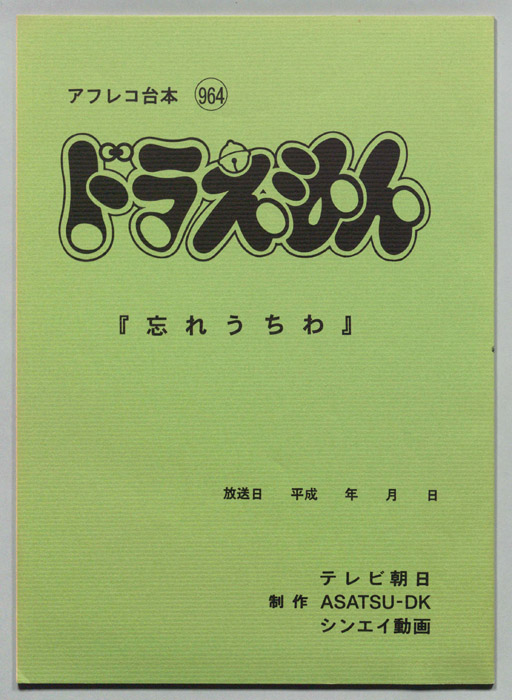 アフレコ台本 964
ドラえもん
『忘れうちわ』
放送日 平成 年 月 日
テレビ朝日
制作 ASATSU-DK
シンエイ動画